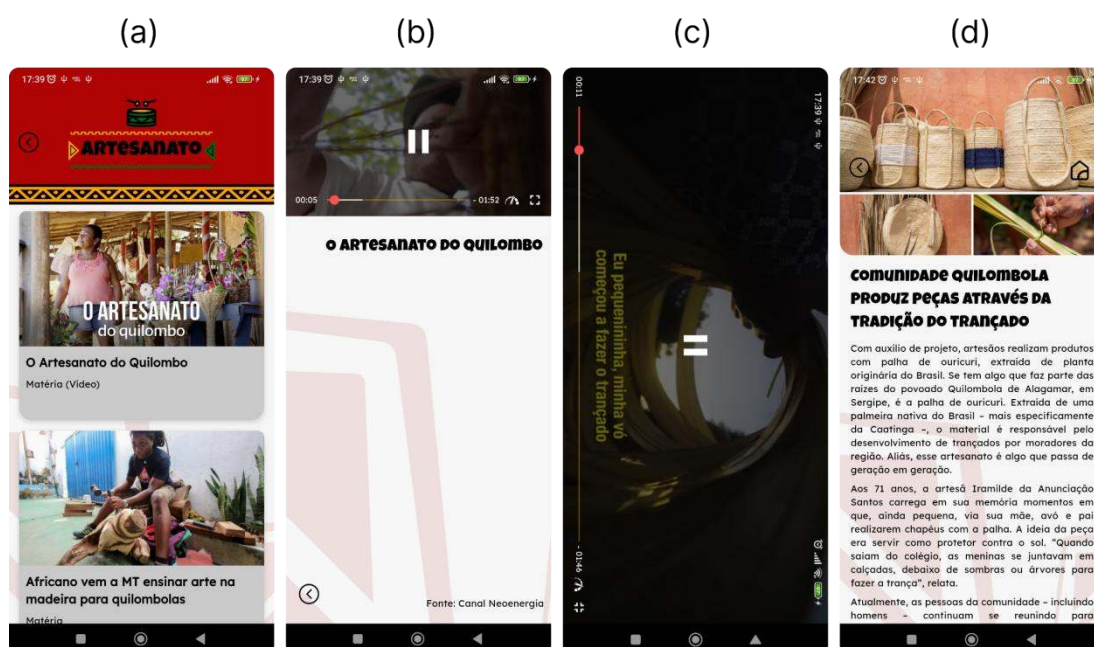 (a)
(b)
(c)
(d)
17:39
97
ARTESANATO
O ARTESANATO
do quilombo
O Artesanato do Quilombo
Matéria (Vídeo)
Africano vem a MT ensinar arte na
madeira para quilombolas
Matéria
17:39
97
00:05
- 01:52
O ARTESANATO DO QUILOMBO
Fonte: Canal Neoenergia
17:39
00:11
Eu pequenininha, minha vó
começou a fazer o trançado
- 01:46
17:42
COMUNIDADE QUILOMBOLA
PRODUZ PEÇAS ATRAVÉS DA
TRADIÇÃO DO TRANÇADO
Com auxílio de projeto, artesãos realizam produtos
com palha de ouricuri, extraída de planta
originária do Brasil. Se tem algo que faz parte das
raízes do povoado Quilombola de Alagamar, em
Sergipe, é a palha de ouricuri. Extraída de uma
palmeira nativa do Brasil – mais especificamente
da Caatinga –, o material é responsável pelo
desenvolvimento de trançados por moradores da
região. Aliás, esse artesanato é algo que passa de
geração em geração.
Aos 71 anos, a artesã Iramilde da Anunciação
Santos carrega em sua memória momentos em
que, ainda pequena, via sua mãe, avó e pai
realizarem chapéus com a palha. A ideia da peça
era servir como protetor contra o sol. "Quando
saiam do colégio, as meninas se juntavam em
calçadas, debaixo de sombras ou árvores para
fazer a trança", relata.
Atualmente, as pessoas da comunidade – incluindo
homens – continuam se reunindo para